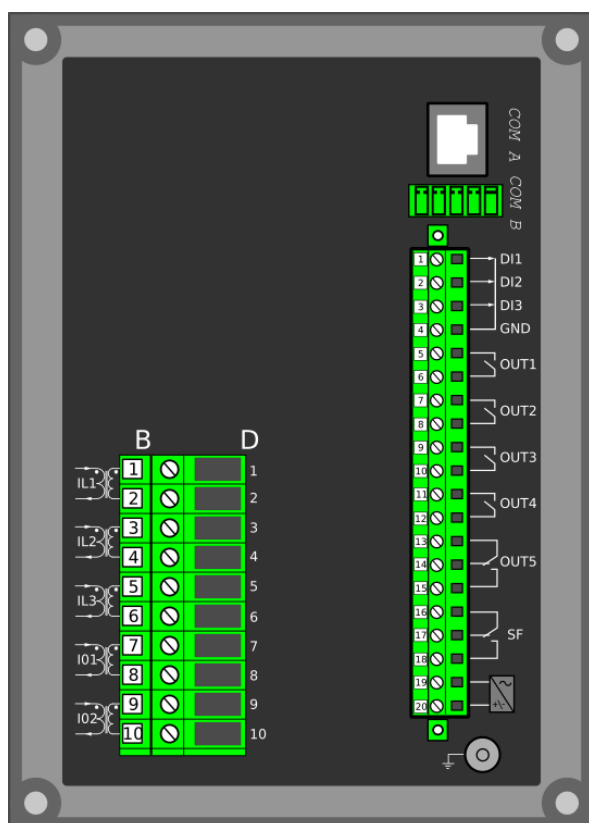 COM A
COM B
1 DI1
2 DI2
3 DI3
4 GND
5
OUT1
6
7
OUT2
8
9
OUT3
10
11
OUT4
12
13
14 OUT5
15
16
17 SF
18
19
20 +/-
B D
1 1
IL1
2 2
3 3
IL2
4 4
5 5
IL3
6 6
7 7
I01
8 8
9 9
I02
10 10